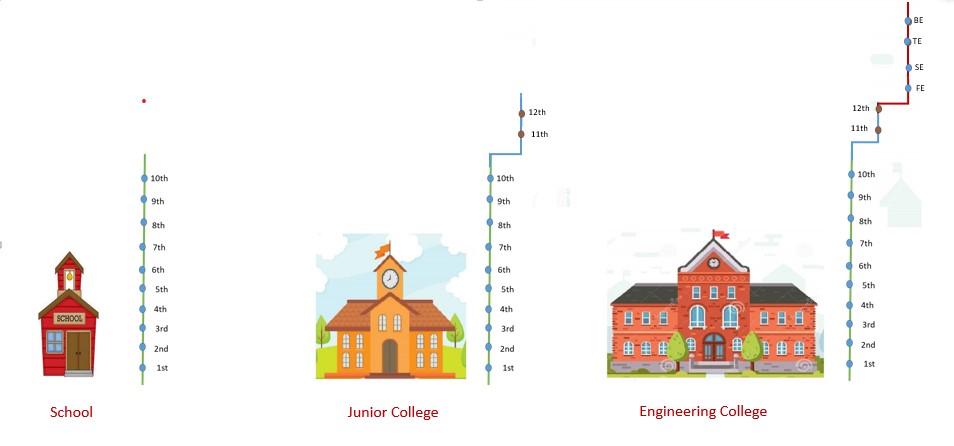 10th
9th
8th
7th
6th
5th
4th
3rd
2nd
1st
SCHOOL
School
12th
11th
10th
9th
8th
7th
6th
5th
4th
3rd
2nd
1st
Junior College
BE
TE
SE
FE
12th
11th
10th
9th
8th
7th
6th
5th
4th
3rd
2nd
1st
Engineering College